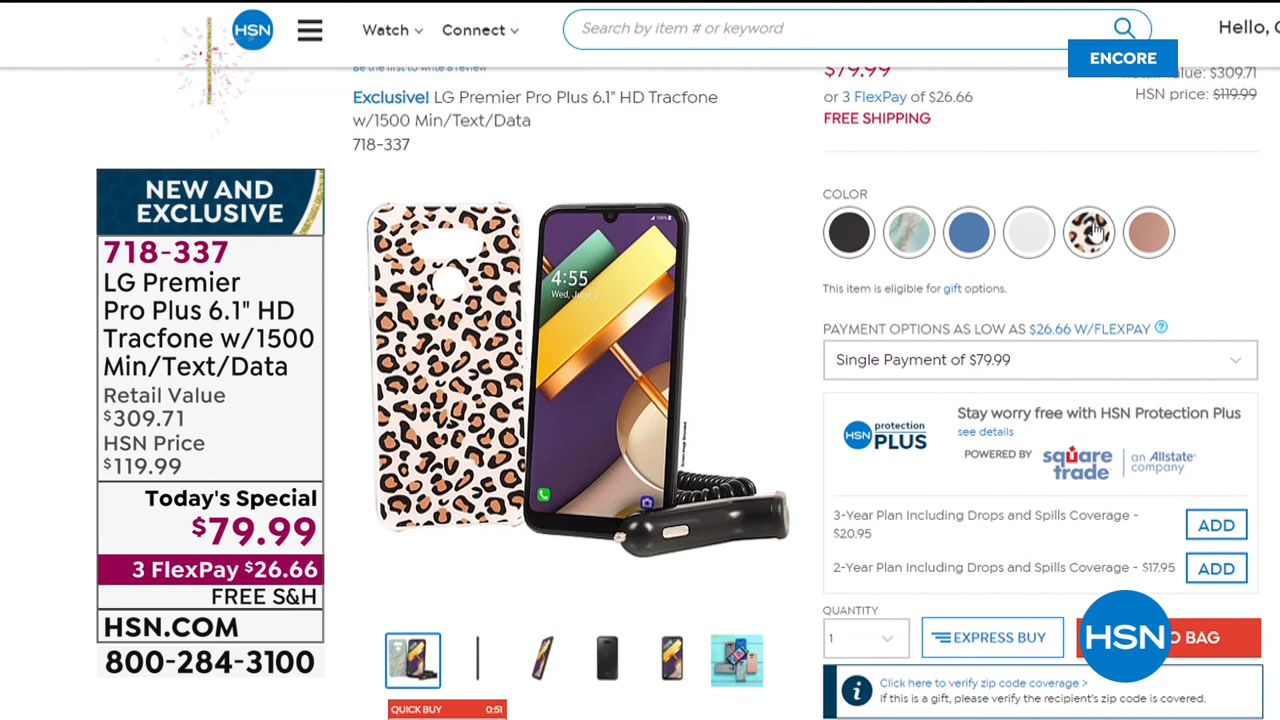 HSN
Watch
Connect
Search by item # or keyword
Hello,
ENCORE
Be the first to write a review
Exclusive! LG Premier Pro Plus 6.1" HD Tracfone
w/1500 Min/Text/Data
718-337
$79.99
or 3 FlexPay of $26.66
FREE SHIPPING
Retail Value: $309.71
HSN price: $119.99
NEW AND
EXCLUSIVE
718-337
LG Premier
Pro Plus 6.1" HD
Tracfone w/1500
Min/Text/Data
Retail Value
$309.71
HSN Price
$119.99
Today's Special
$79.99
3 FlexPay $26.66
FREE S&H
HSN.COM
800-284-3100
4:55
Wed, June
100%
COLOR
This item is eligible for gift options.
PAYMENT OPTIONS AS LOW AS $26.66 W/FLEXPAY ?
Single Payment of $79.99
HSN protection PLUS
Stay worry free with HSN Protection Plus
see details
POWERED BY square trade | an Allstate company
3-Year Plan Including Drops and Spills Coverage -
$20.95
ADD
2-Year Plan Including Drops and Spills Coverage - $17.95
ADD
QUANTITY
1
EXPRESS BUY
HSN
O BAG
Click here to verify zip code coverage >
If this is a gift, please verify the recipient's zip code is covered.
QUICK BUY 0:51